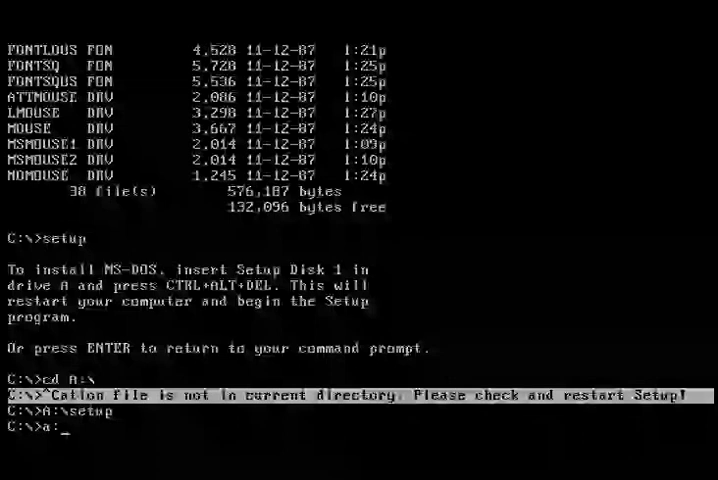 FONTLOUS FON 4,528 11-12-87 1:21p
FONTSQ FON 5,728 11-12-87 1:25p
FONTSQUS FON 5,536 11-12-87 1:25p
ATTMOUSE DRV 2,086 11-12-87 1:10p
LMOUSE DRV 3,298 11-12-87 1:27p
MOUSE DRV 3,667 11-12-87 1:24p
MSMOUSE1 DRV 2,014 11-12-87 1:09p
MSMOUSE2 DRV 2,014 11-12-87 1:10p
NOMOUSE DRV 1,245 11-12-87 1:24p
38 file(s) 576,187 bytes
132,096 bytes free
C:\>setup
To install MS-DOS, insert Setup Disk 1 in
drive A and press CTRL+ALT+DEL. This will
restart your computer and begin the Setup
program.
Or press ENTER to return to your command prompt.
C:\>cd A:\
C:\>^Cation file is not in current directory. Please check and restart Setup!
C:\>A:\setup
C:\>a:_